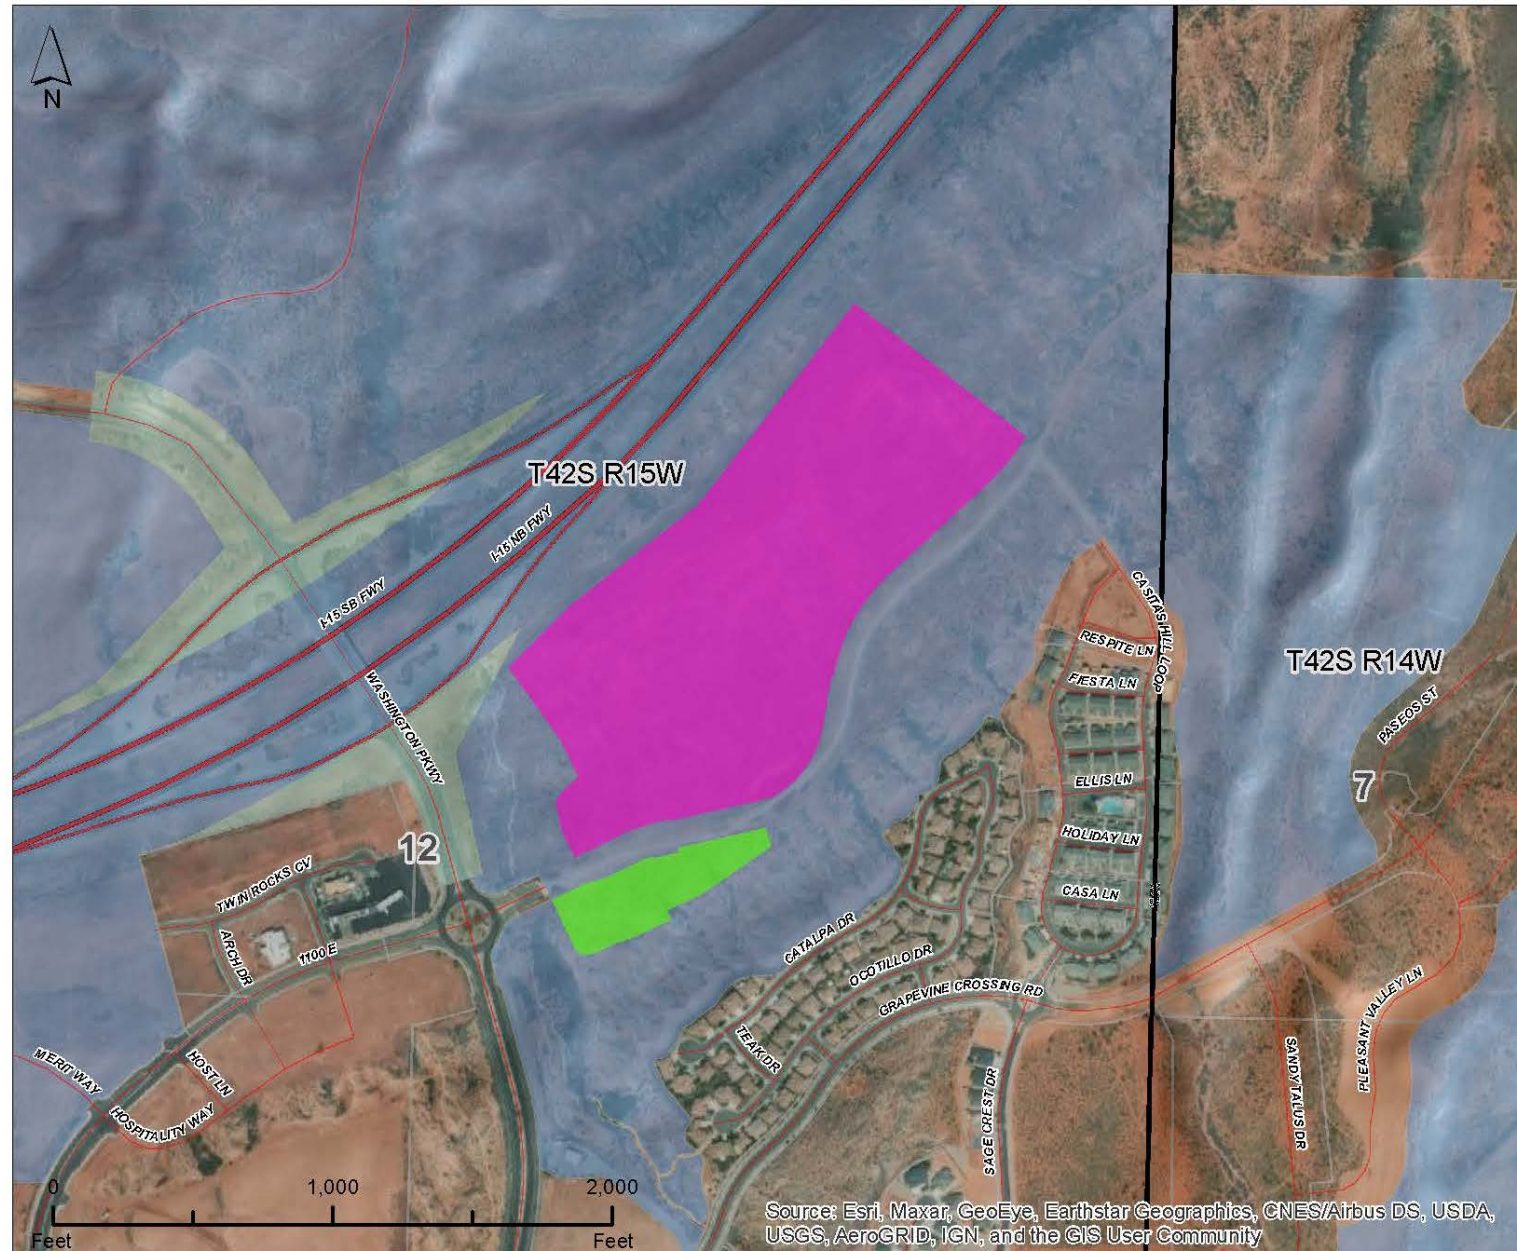 N
T42S R15W
I-15 NB FWY
I-15 SB FWY
CASITAS HILL LOOP
RESPITE LN
T42S R14W
FIESTA LN
WASHINGTON PKWY
PASEOS ST
ELLIS LN
7
HOLIDAY LN
12
TWIN ROCKS CV
CASA LN
CATALPA DR
ARCH DR
1100 E
OCOTILLO DR
GRAPEVINE CROSSING RD
PLEASANT VALLEY LN
TEAK DR
SANDY TALUS DR
MERIT WAY
HOST LN
SAGE CREST DR
HOSPITALITY WAY
0 1,000 2,000
Feet Feet
Source: Esri, Maxar, GeoEye, Earthstar Geographics, CNES/Airbus DS, USDA,
USGS, AeroGRID, IGN, and the GIS User Community